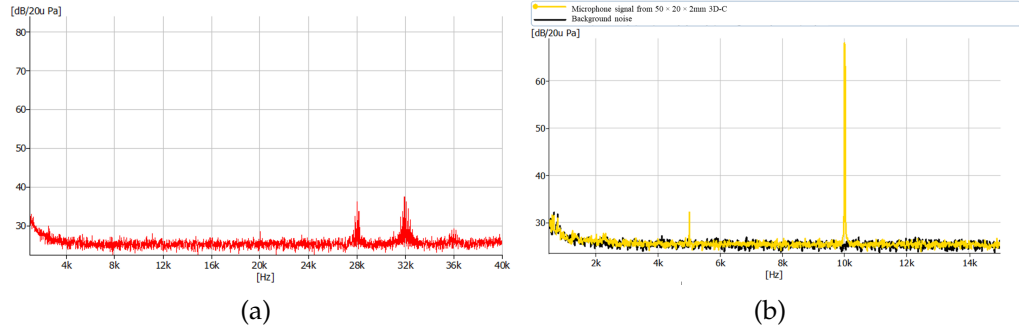 [dB/20u Pa]
80
70
60
50
40
30
4k 8k 12k 16k 20k 24k 28k 32k 36k 40k
[Hz]
(a)
Microphone signal from 50 × 20 × 2mm 3D-C
Background noise
[dB/20u Pa]
60
50
40
30
2k 4k 6k 8k 10k 12k 14k
[Hz]
(b)